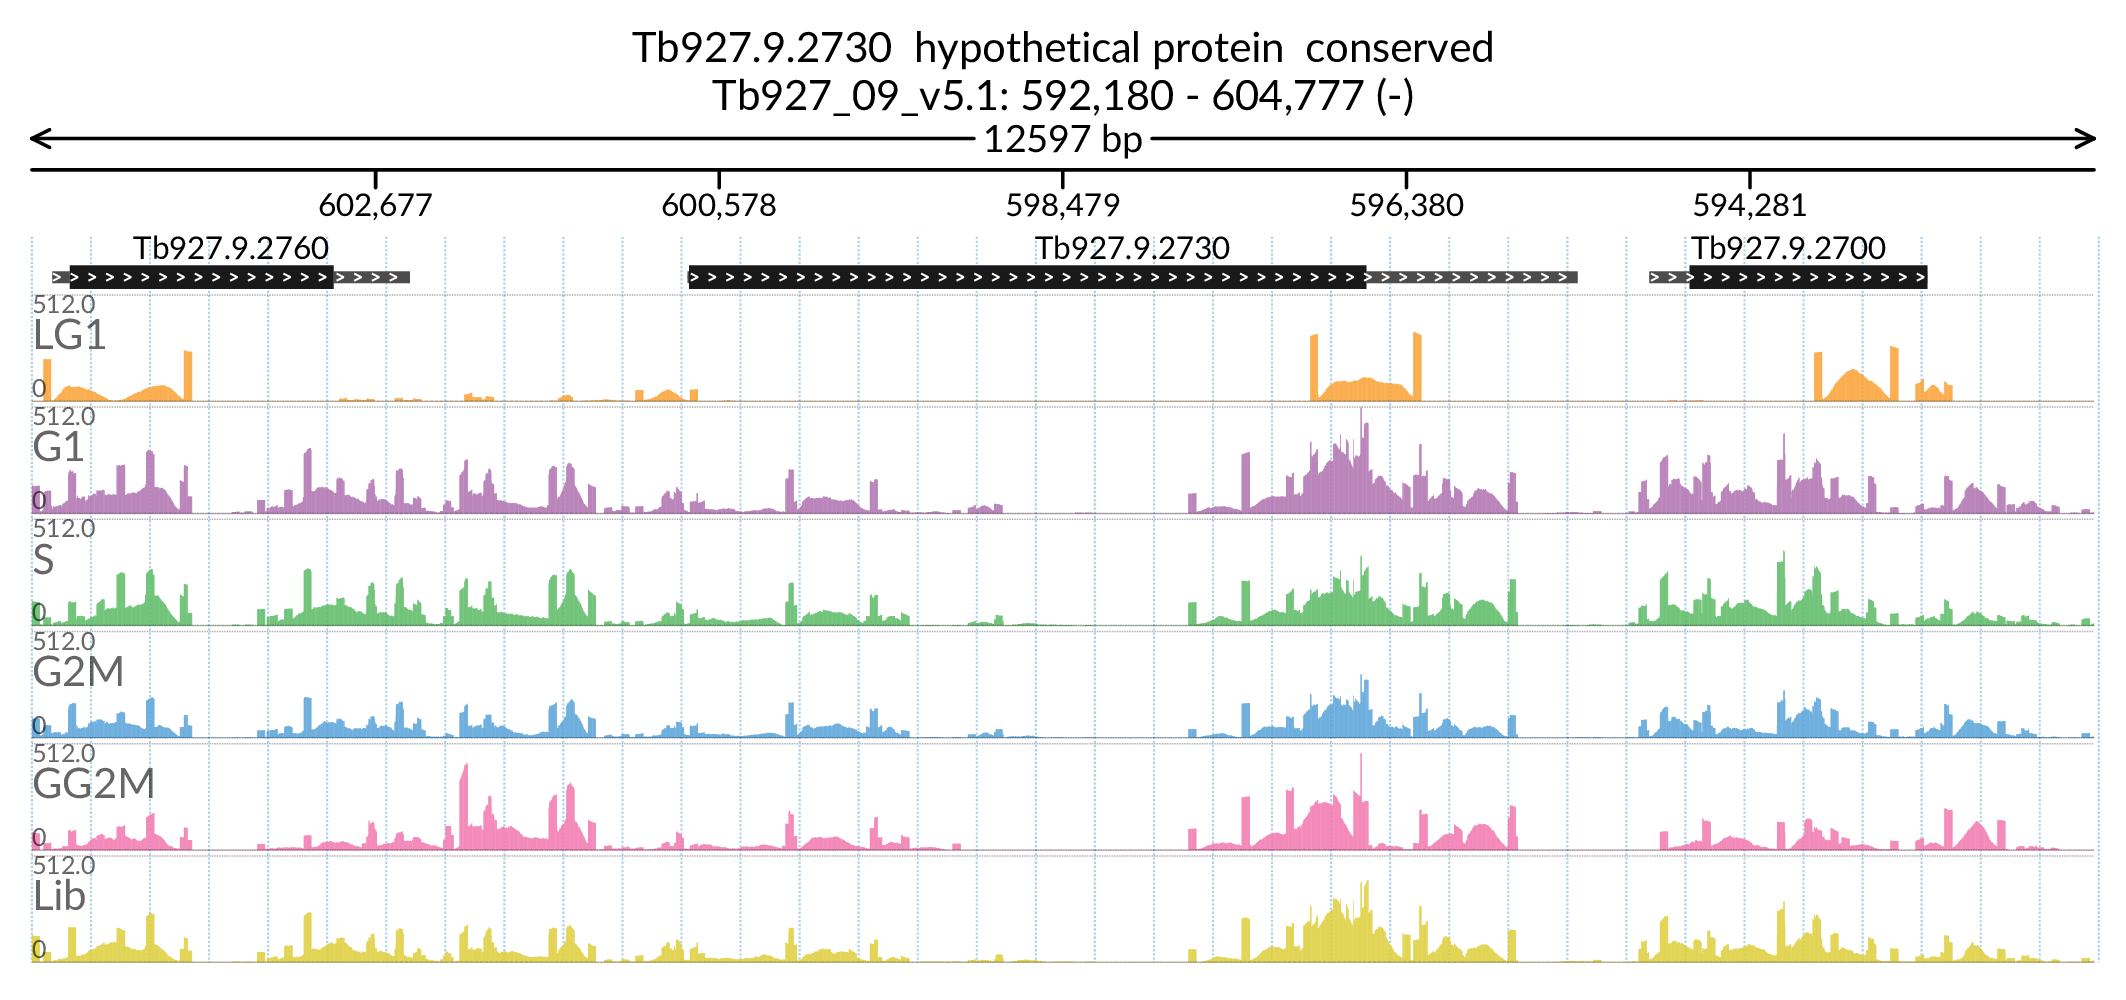 Tb927.9.2730 hypothetical protein conserved
Tb927_09_v5.1: 592,180 - 604,777 (-)
12597 bp
602,677 600,578 598,479 596,380 594,281
Tb927.9.2760 Tb927.9.2730 Tb927.9.2700
512.0
LG1
0
512.0
G1
0
512.0
S
0
512.0
G2M
0
512.0
GG2M
0
512.0
Lib
0